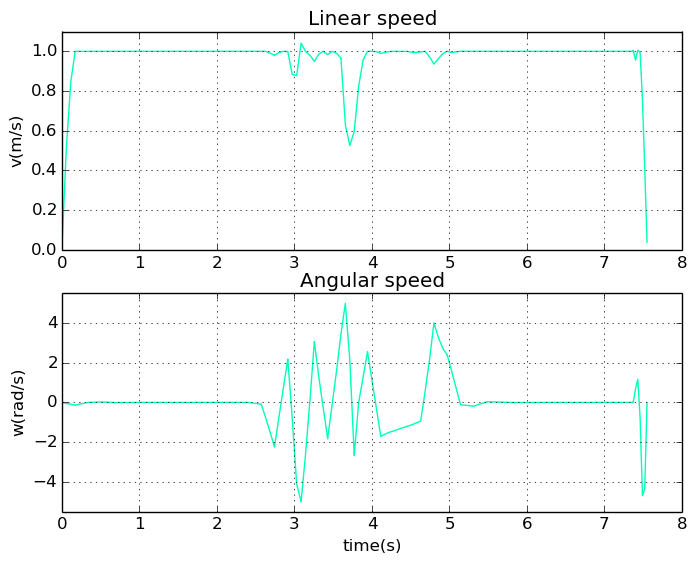 Linear speed
1.0
0.8
0.6
0.4
0.2
0.0
v(m/s)
0 1 2 3 4 5 6 7 8
Angular speed
4
2
0
−2
−4
w(rad/s)
0 1 2 3 4 5 6 7 8
time(s)